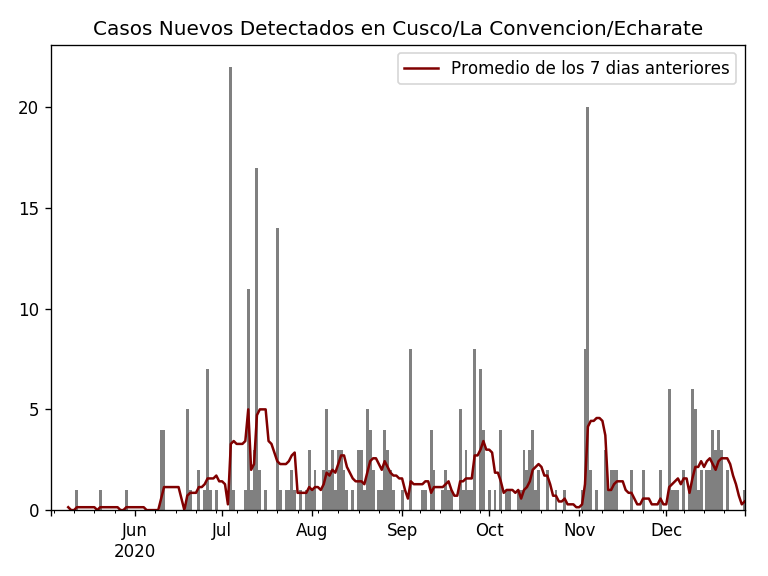 Casos Nuevos Detectados en Cusco/La Convencion/Echarate
Promedio de los 7 dias anteriores
20
15
10
5
0
Jun Jul Aug Sep Oct Nov Dec
2020